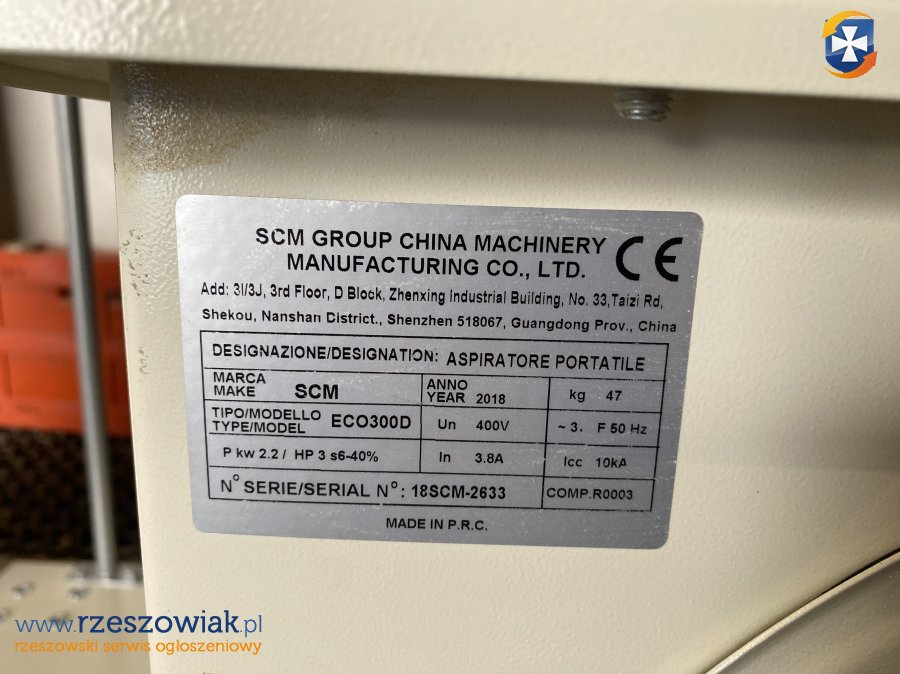 SCM GROUP CHINA MACHINERY
MANUFACTURING CO., LTD.
CE
Add: 3I/3J, 3rd Floor, D Block, Zhenxing Industrial Building, No. 33,Taizi Rd,
Shekou, Nanshan District., Shenzhen 518067, Guangdong Prov., China
DESIGNAZIONE/DESIGNATION: ASPIRATORE PORTATILE
MARCA
MAKE SCM
ANNO
YEAR 2018
kg 47
TIPO/MODELLO
TYPE/MODEL ECO300D
Un 400V
~ 3. F 50 Hz
P kw 2.2 / HP 3 s6-40%
In 3.8A
Icc 10kA
N° SERIE/SERIAL N°: 18SCM-2633
COMP.R0003
MADE IN P.R.C.
www.rzeszowiak.pl
rzeszowski serwis ogłoszeniowy